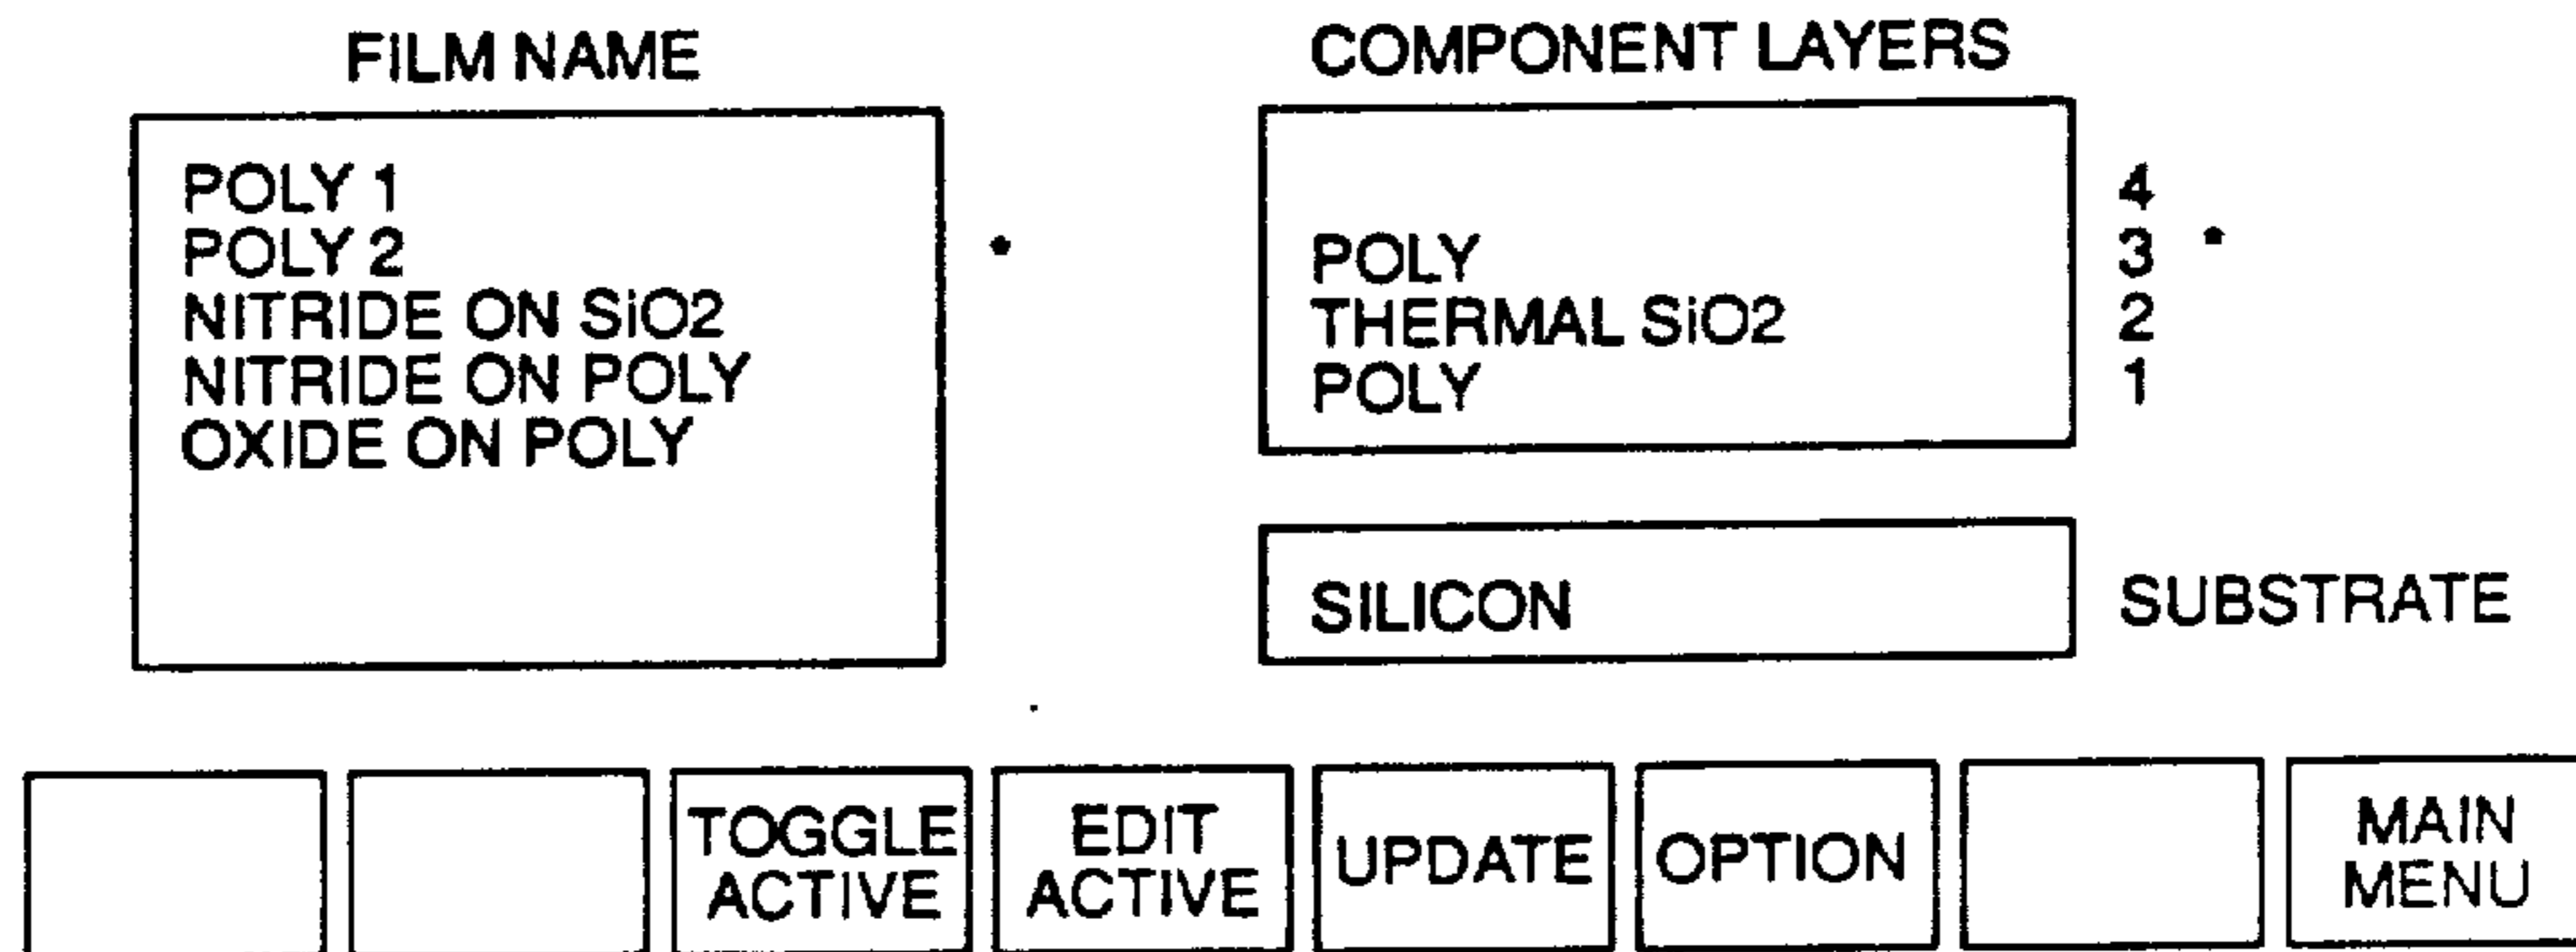 FILM NAME
POLY 1
POLY 2 •
NITRIDE ON SiO2
NITRIDE ON POLY
OXIDE ON POLY
COMPONENT LAYERS
4
POLY 3 •
THERMAL SiO2 2
POLY 1
SILICON SUBSTRATE
TOGGLE
ACTIVE
EDIT
ACTIVE
UPDATE
OPTION
MAIN
MENU